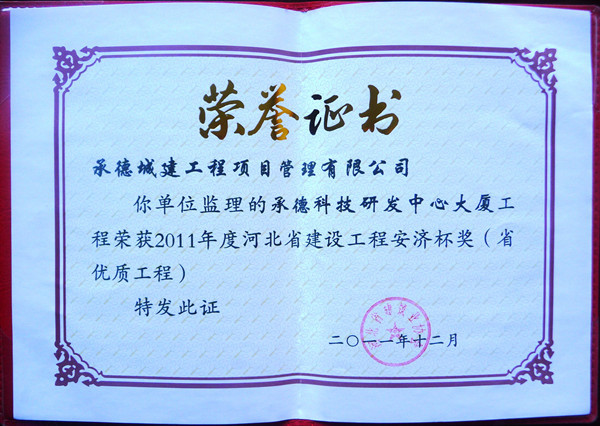 荣誉证书
承德城建工程项目管理有限公司
你单位监理的承德科技研发中心大厦工
程荣获2011年度河北省建设工程安济杯奖（省
优质工程）
特发此证
二〇一一年十二月